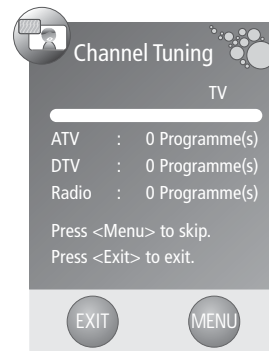 Channel Tuning
TV
ATV : 0 Programme(s)
DTV : 0 Programme(s)
Radio : 0 Programme(s)
Press <Menu> to skip.
Press <Exit> to exit.
EXIT MENU